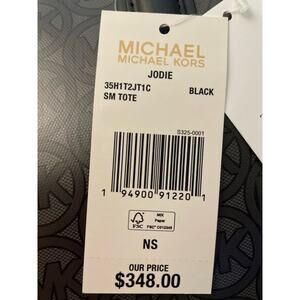 MICHAEL
MICHAEL KORS
JODIE
35H1T2JT1C BLACK
SM TOTE
S325-0001
1 94900 91220 1
FSC
MIX
Paper
NS
OUR PRICE
$348.00